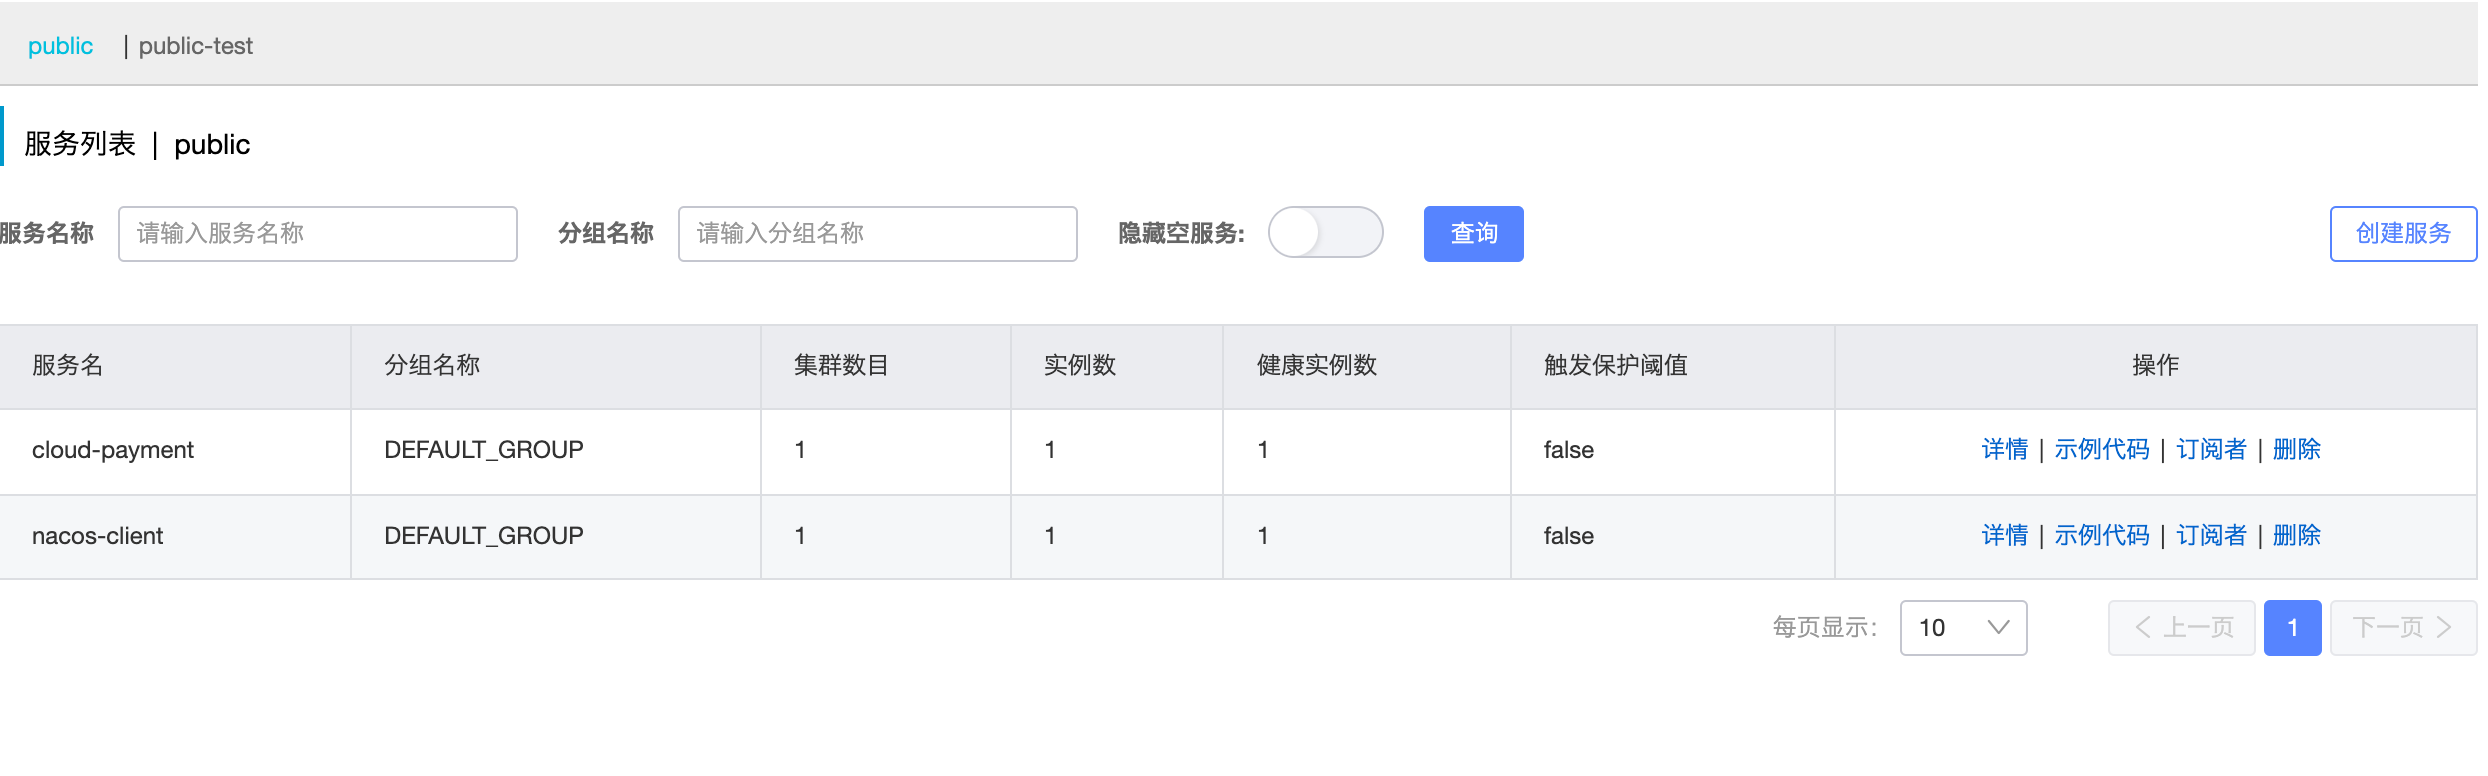 public | public-test
服务列表 | public
服务名称 请输入服务名称 分组名称 请输入分组名称 隐藏空服务: 查询 创建服务
服务名 分组名称 集群数目 实例数 健康实例数 触发保护阈值 操作
cloud-payment DEFAULT_GROUP 1 1 1 false 详情 | 示例代码 | 订阅者 | 删除
nacos-client DEFAULT_GROUP 1 1 1 false 详情 | 示例代码 | 订阅者 | 删除
每页显示: 10 上一页 1 下一页